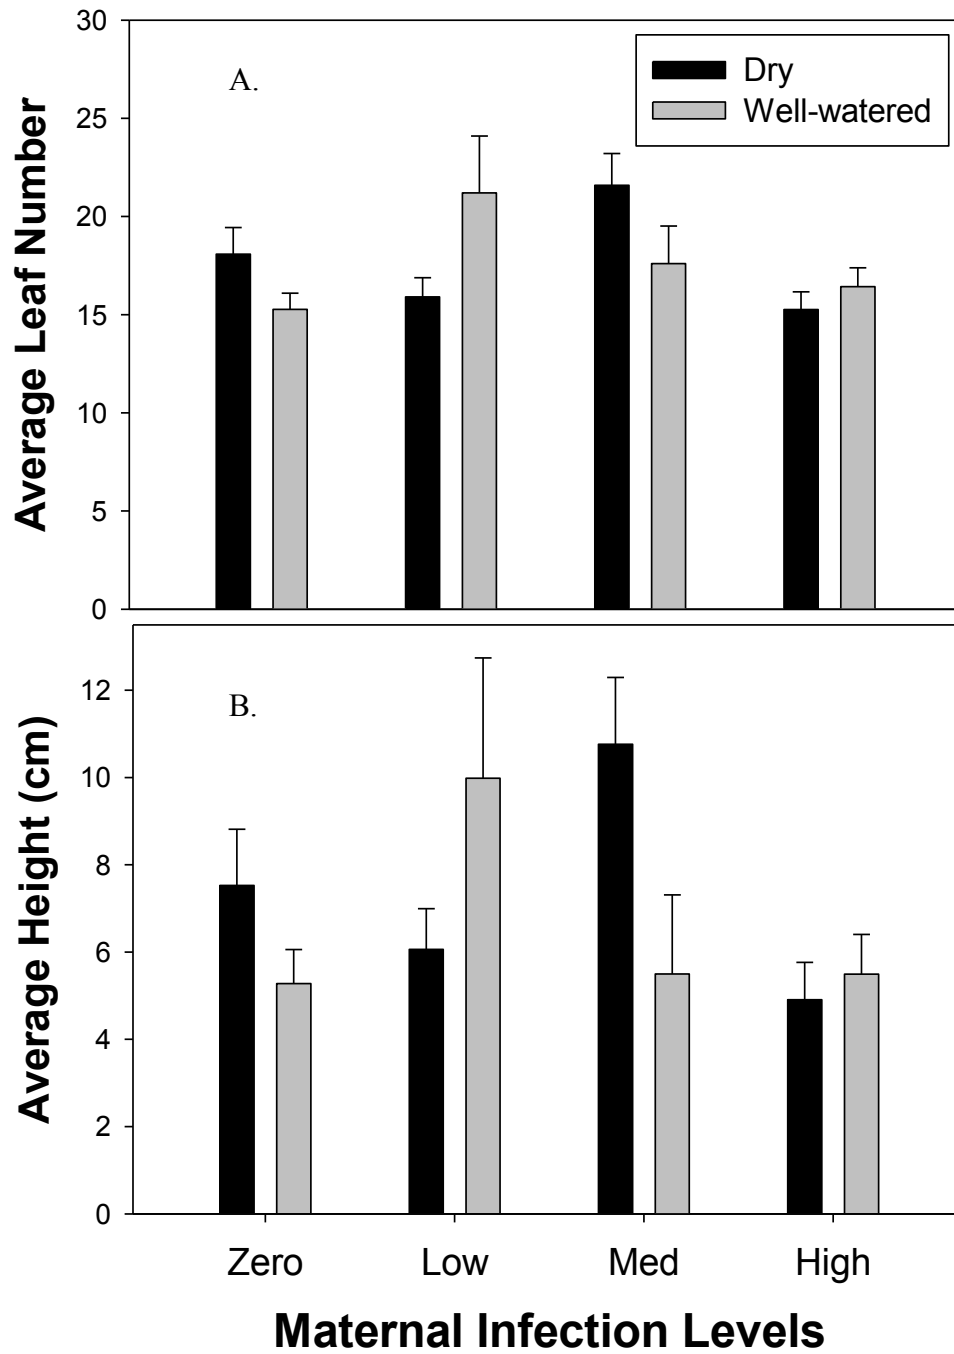 30
25
20
15
10
5
0
Average Leaf Number
A.
Dry
Well-watered
12
10
8
6
4
2
0
Average Height (cm)
B.
Zero Low Med High
Maternal Infection Levels